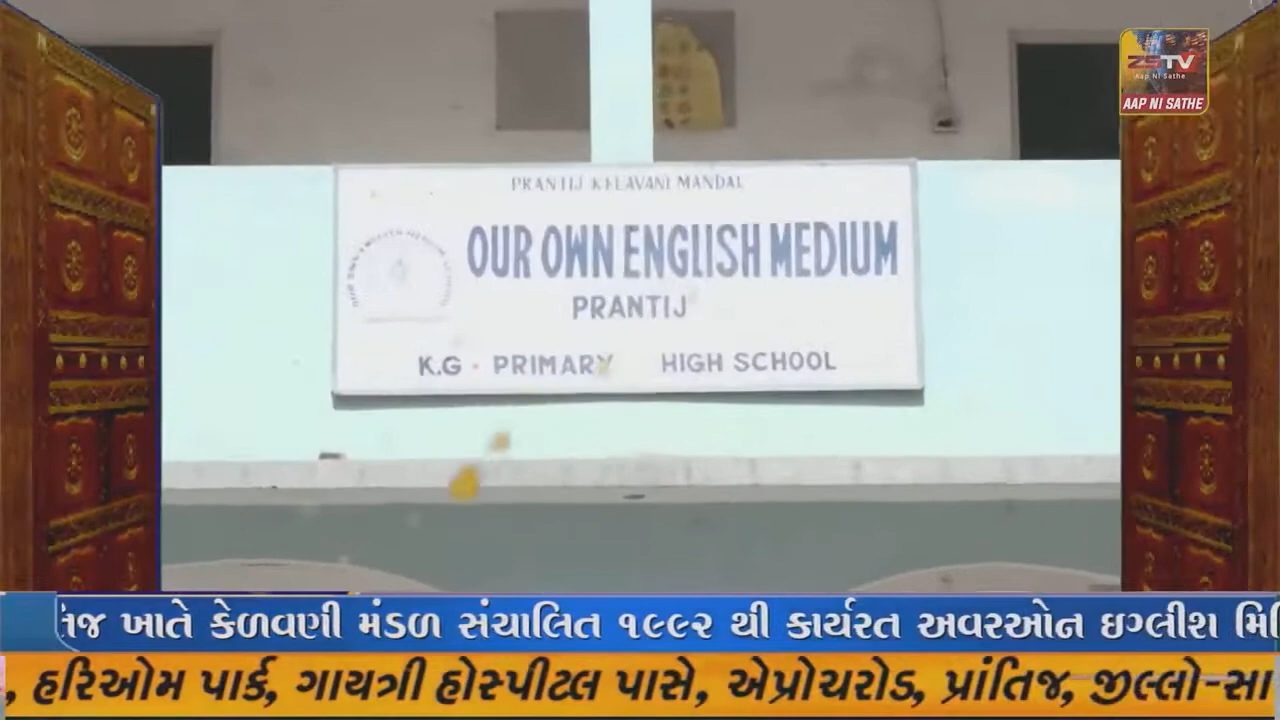 ZSTV
Aap Ni Sathe
AAP NI SATHE
PRANTIJ KELAVANI MANDAL
OUR OWN ENGLISH MEDIUM
PRANTIJ
K.G - PRIMARY HIGH SCHOOL
ખાતે કેળવણી મંડળ સંચાલિત ૧૯૯૨ થી કાર્યરત અવરઓન ઇગ્લીશ
, હરિઓમ પાર્ક, ગાયત્રી હોસ્પીટલ પાસે, એપ્રોચરોડ, પ્રાંતિજ, જીલ્લો-સા